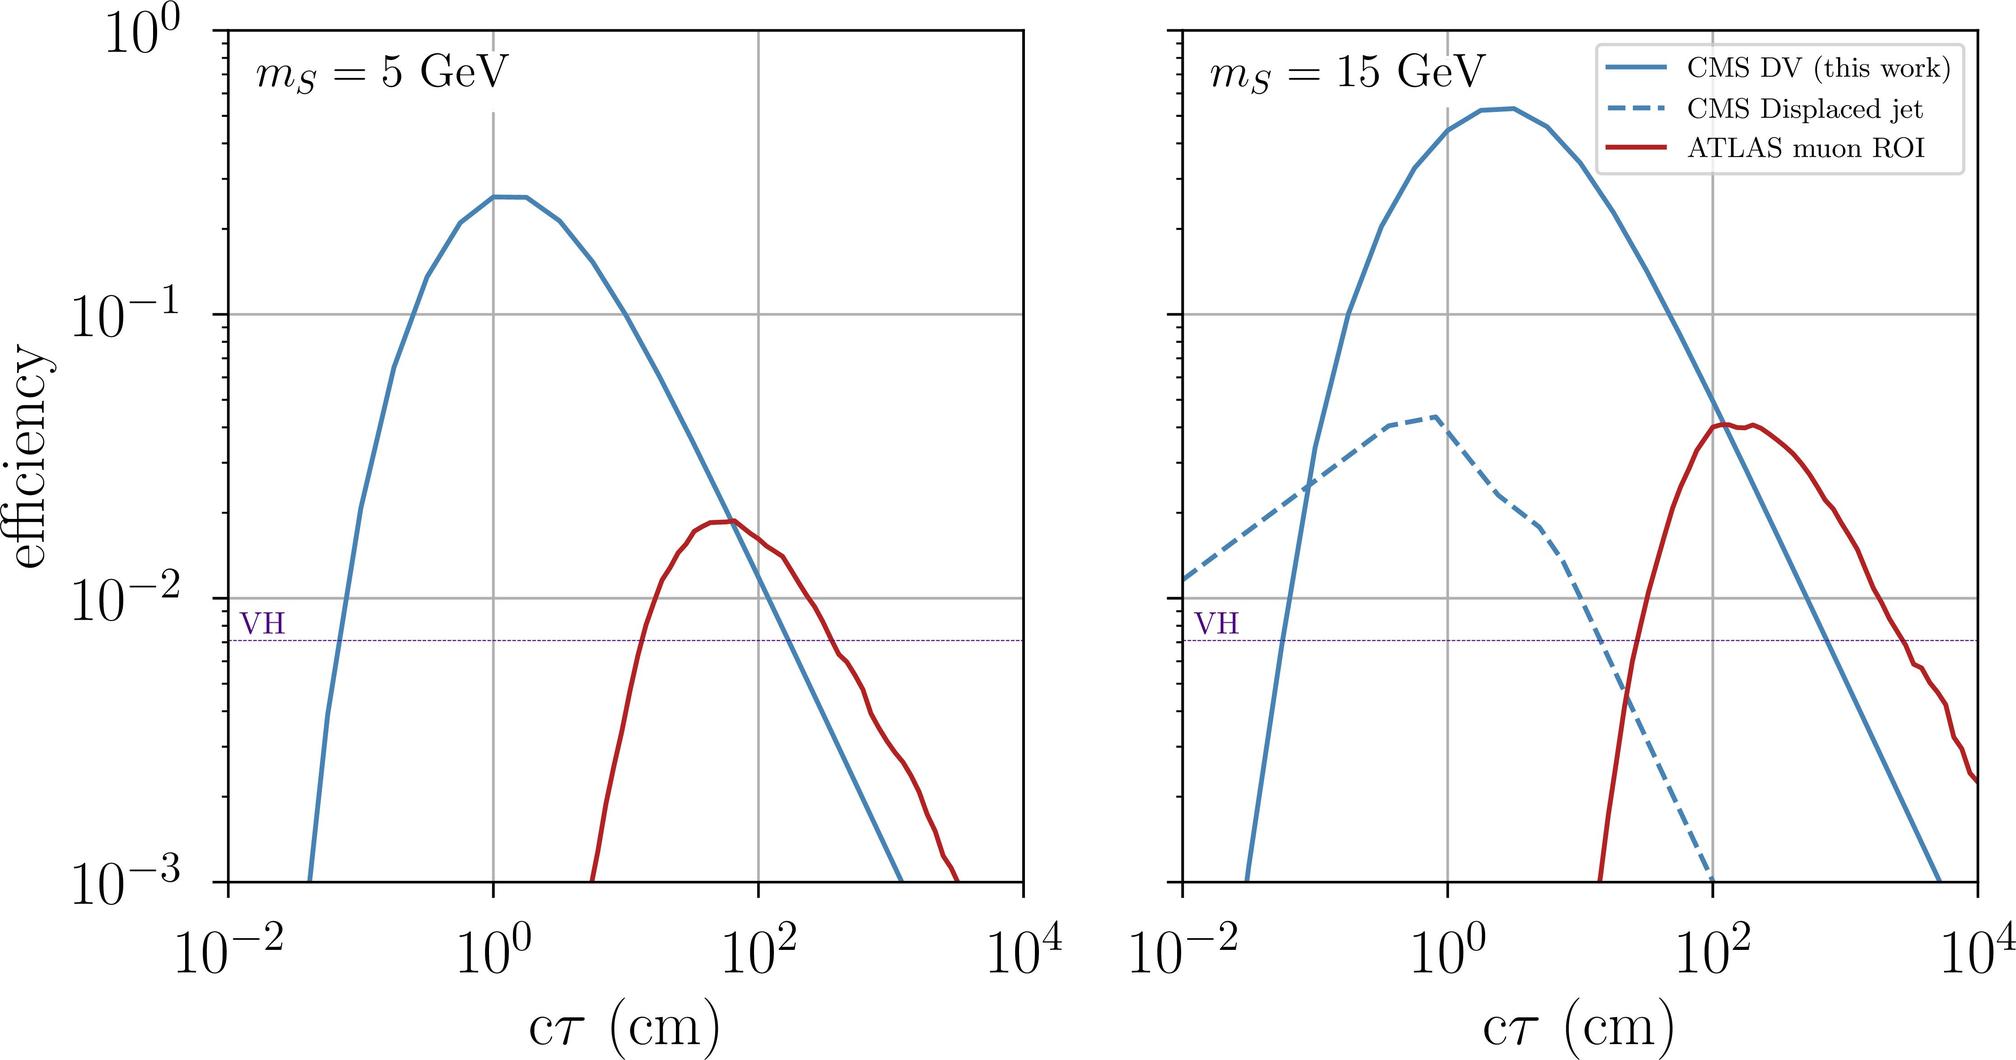 m_S = 5 GeV
m_S = 15 GeV
CMS DV (this work)
CMS Displaced jet
ATLAS muon ROI
efficiency
10^0
10^−1
10^−2
10^−3
VH
VH
10^−2 10^0 10^2 10^4
10^−2 10^0 10^2 10^4
cτ (cm)
cτ (cm)